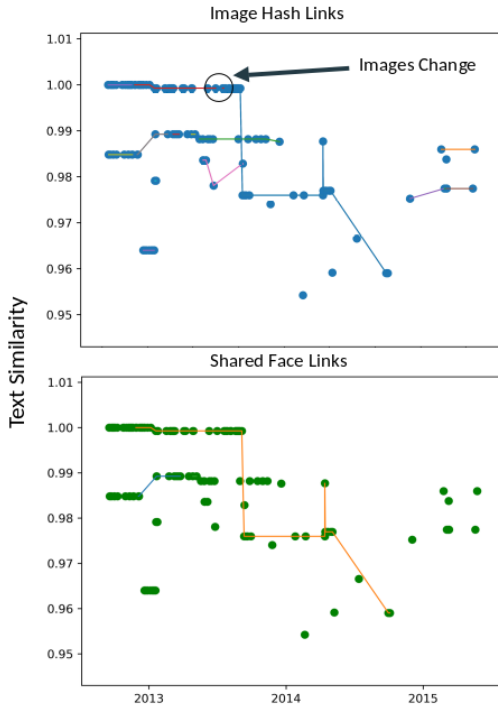 Image Hash Links
1.01
1.00
0.99
0.98
0.97
0.96
0.95
Images Change
Text Similarity
Shared Face Links
1.01
1.00
0.99
0.98
0.97
0.96
0.95
2013 2014 2015